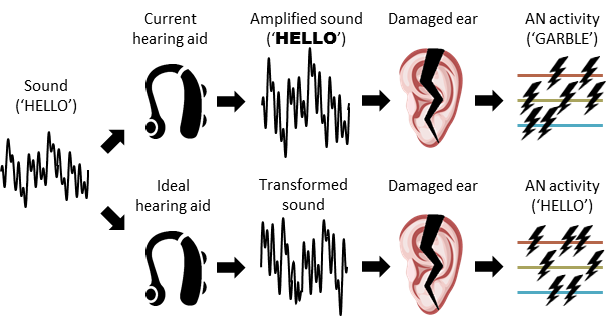 Sound
('HELLO')
Current
hearing aid
Amplified sound
('HELLO')
Damaged ear
AN activity
('GARBLE')
Ideal
hearing aid
Transformed
sound
Damaged ear
AN activity
('HELLO')